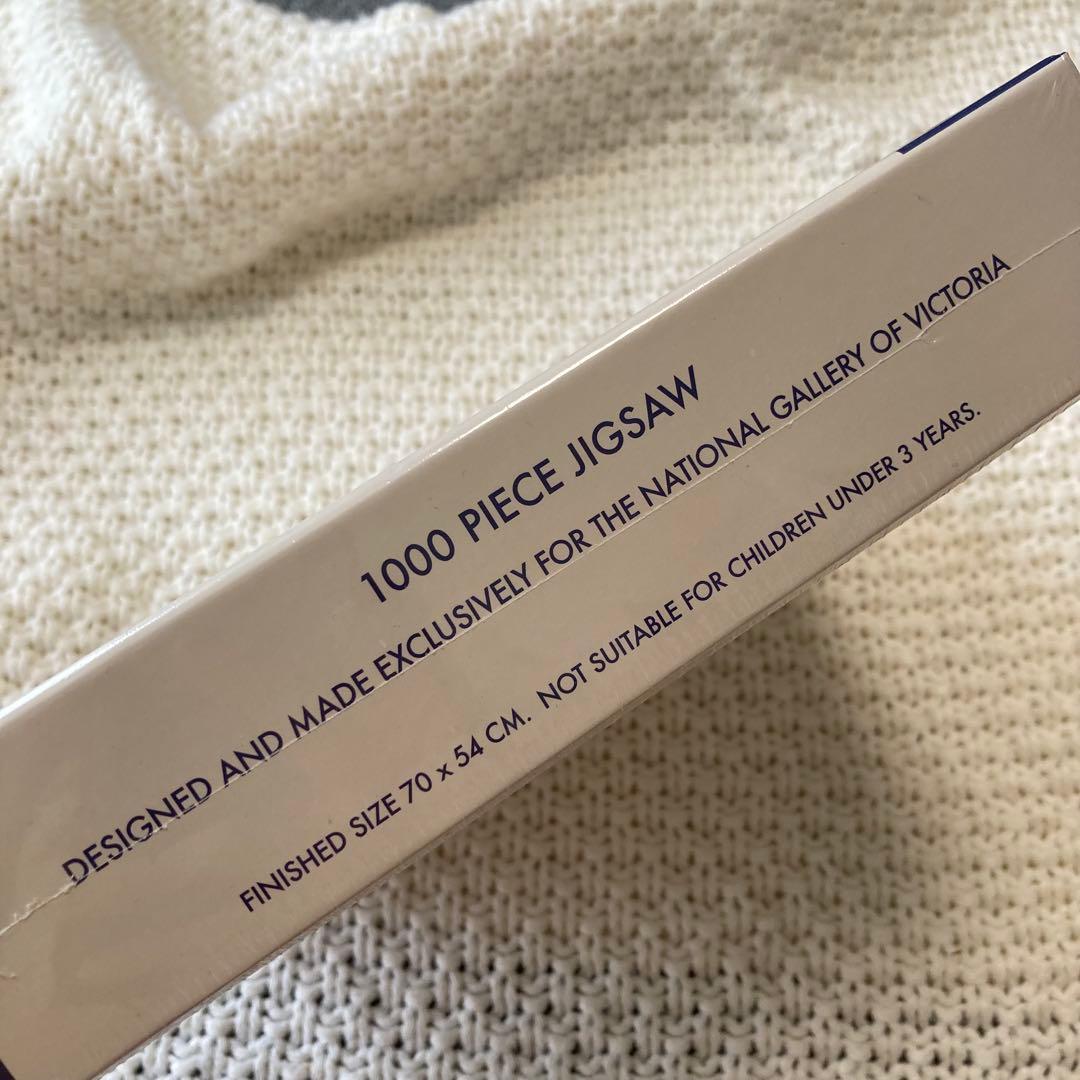 1000 PIECE JIGSAW
DESIGNED AND MADE EXCLUSIVELY FOR THE NATIONAL GALLERY OF VICTORIA
FINISHED SIZE 70 x 54 CM. NOT SUITABLE FOR CHILDREN UNDER 3 YEARS.